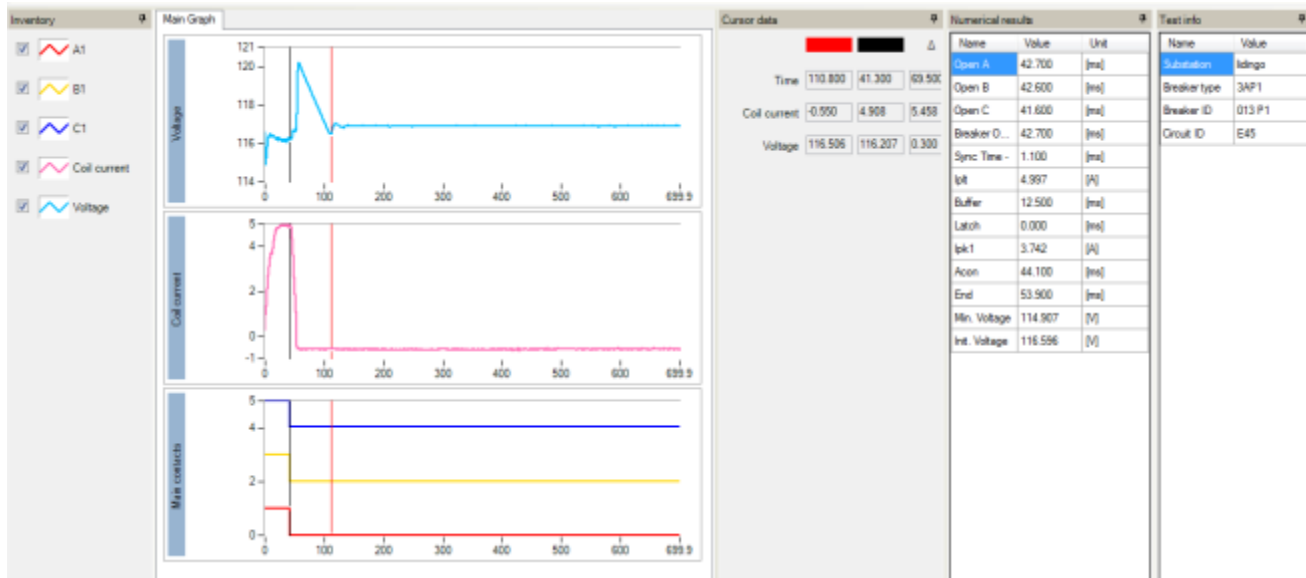 Inventory
A1
B1
C1
Coil current
Voltage
Main Graph
Voltage
121
120
118
116
114
0 100 200 300 400 500 600 699.9
Coil current
5
4
2
0
-1
0 100 200 300 400 500 600 699.9
Main contacts
5
4
2
0
0 100 200 300 400 500 600 699.9
Cursor data
Δ
Time 110.800 41.300 69.500
Coil current -0.550 4.908 5.458
Voltage 116.506 116.207 0.300
Numerical results
Name Value Unit
Open A 42.700 [ms]
Open B 42.600 [ms]
Open C 41.600 [ms]
Breaker O... 42.700 [ms]
Sync Time - 1.100 [ms]
Iplt 4.997 [A]
Buffer 12.500 [ms]
Latch 0.000 [ms]
Ipk1 3.742 [A]
Acon 44.100 [ms]
End 53.900 [ms]
Min. Voltage 114.907 [V]
Init. Voltage 116.596 [V]
Test info
Name Value
Substation lidingo
Breaker type 3AP1
Breaker ID 013 P1
Circuit ID E45